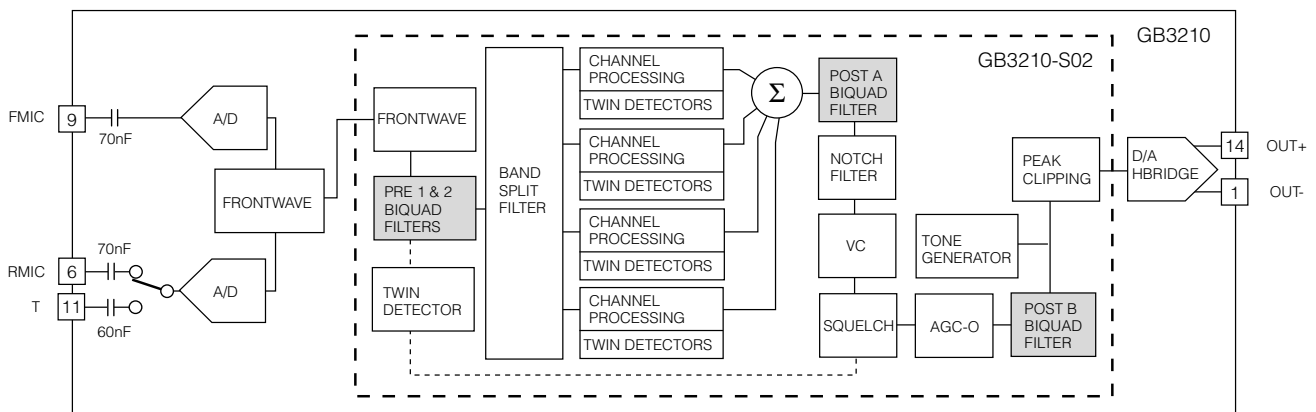 GB3210
GB3210-S02
FMIC
9
70nF
A/D
FRONTWAVE
RMIC
6
70nF
T
11
60nF
A/D
FRONTWAVE
PRE 1 & 2
BIQUAD
FILTERS
TWIN
DETECTOR
BAND
SPLIT
FILTER
CHANNEL
PROCESSING
TWIN DETECTORS
CHANNEL
PROCESSING
TWIN DETECTORS
CHANNEL
PROCESSING
TWIN DETECTORS
CHANNEL
PROCESSING
TWIN DETECTORS
Σ
POST A
BIQUAD
FILTER
NOTCH
FILTER
VC
SQUELCH
AGC-O
TONE
GENERATOR
POST B
BIQUAD
FILTER
PEAK
CLIPPING
D/A
HBRIDGE
14
OUT+
1
OUT-